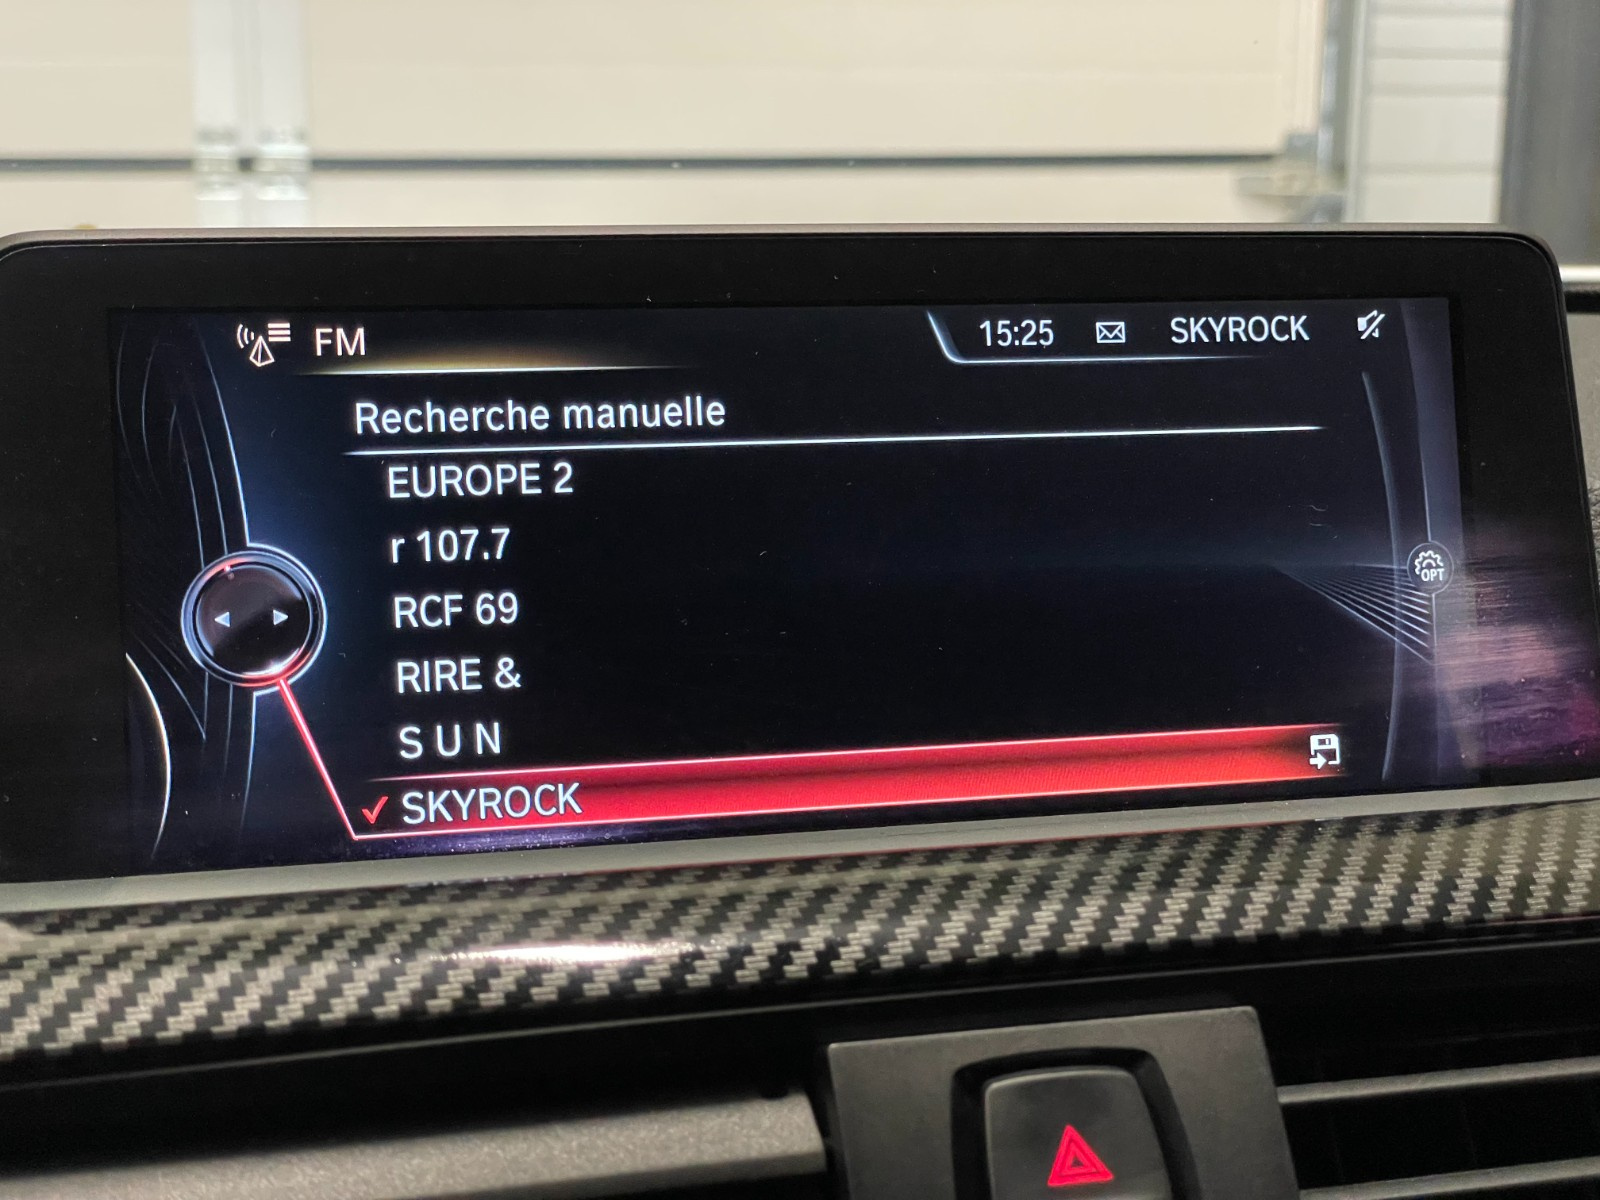 FM
15:25 SKYROCK
Recherche manuelle
EUROPE 2
r 107.7
RCF 69
RIRE &
S U N
SKYROCK
OPT